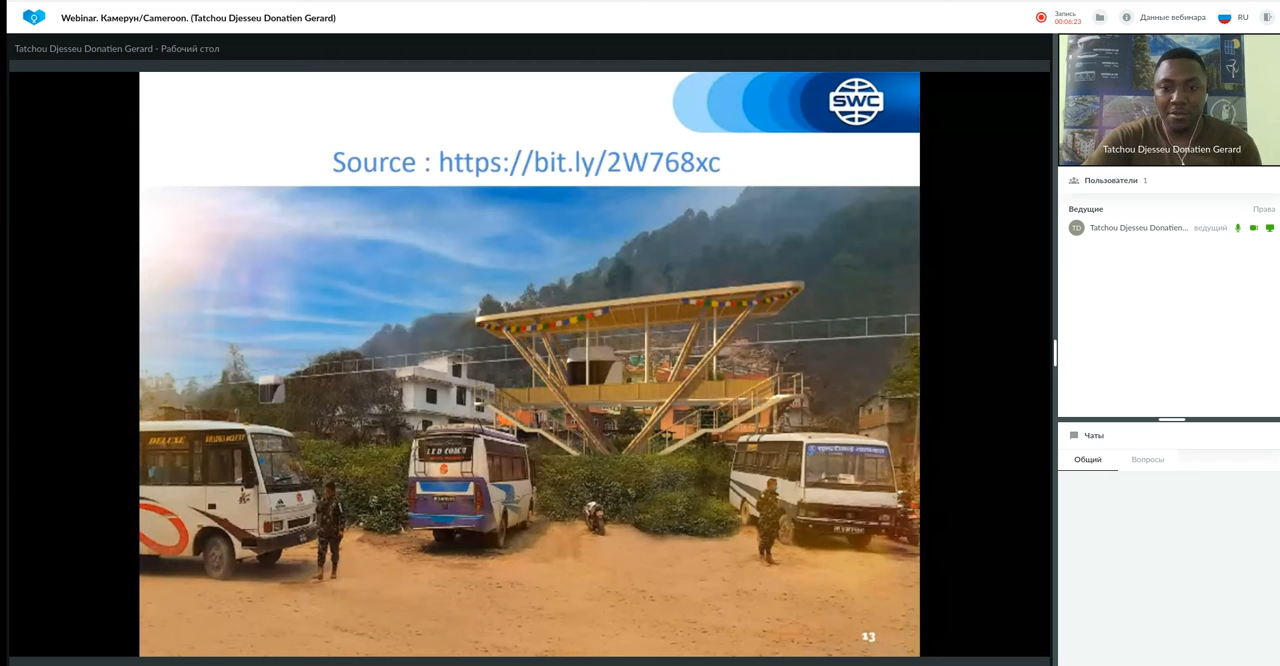 Webinar. Камерун/Cameroon. (Tatchou Djesseu Donatien Gerard)
Запись
00:06:23
Данные вебинара
RU
Tatchou Djesseu Donatien Gerard - Рабочий стол
SWC
Source : https://bit.ly/2W768xc
DELUXE
L E D COACH
13
Tatchou Djesseu Donatien Gerard
Пользователи 1
Ведущие Права
TD Tatchou Djesseu Donatien... ведущий
Чаты
Общий Вопросы